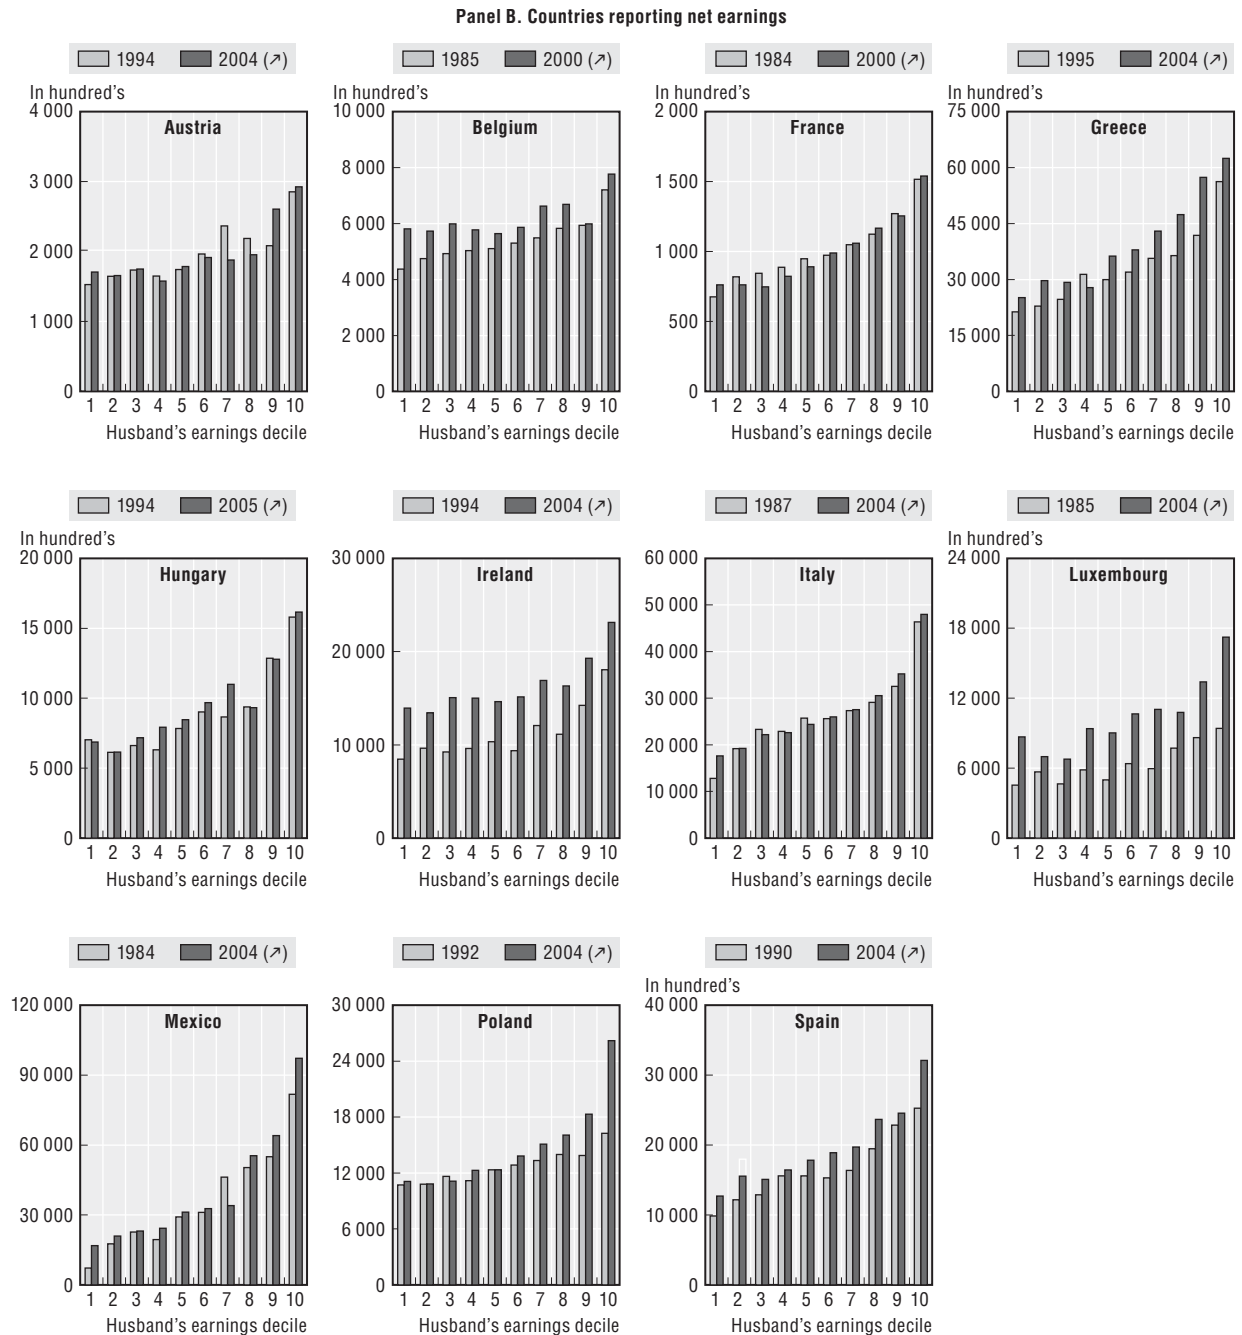 Panel B. Countries reporting net earnings
1994 2004 (↗)
In hundred's
4 000
3 000
2 000
1 000
0
Austria
1 2 3 4 5 6 7 8 9 10
Husband's earnings decile
1985 2000 (↗)
In hundred's
10 000
8 000
6 000
4 000
2 000
0
Belgium
1 2 3 4 5 6 7 8 9 10
Husband's earnings decile
1984 2000 (↗)
In hundred's
2 000
1 500
1 000
500
0
France
1 2 3 4 5 6 7 8 9 10
Husband's earnings decile
1995 2004 (↗)
In hundred's
75 000
60 000
45 000
30 000
15 000
0
Greece
1 2 3 4 5 6 7 8 9 10
Husband's earnings decile
1994 2005 (↗)
In hundred's
20 000
15 000
10 000
5 000
0
Hungary
1 2 3 4 5 6 7 8 9 10
Husband's earnings decile
1994 2004 (↗)
30 000
20 000
10 000
0
Ireland
1 2 3 4 5 6 7 8 9 10
Husband's earnings decile
1987 2004 (↗)
60 000
50 000
40 000
30 000
20 000
10 000
0
Italy
1 2 3 4 5 6 7 8 9 10
Husband's earnings decile
1985 2004 (↗)
In hundred's
24 000
18 000
12 000
6 000
0
Luxembourg
1 2 3 4 5 6 7 8 9 10
Husband's earnings decile
1984 2004 (↗)
120 000
90 000
60 000
30 000
0
Mexico
1 2 3 4 5 6 7 8 9 10
Husband's earnings decile
1992 2004 (↗)
30 000
24 000
18 000
12 000
6 000
0
Poland
1 2 3 4 5 6 7 8 9 10
Husband's earnings decile
1990 2004 (↗)
In hundred's
40 000
30 000
20 000
10 000
0
Spain
1 2 3 4 5 6 7 8 9 10
Husband's earnings decile